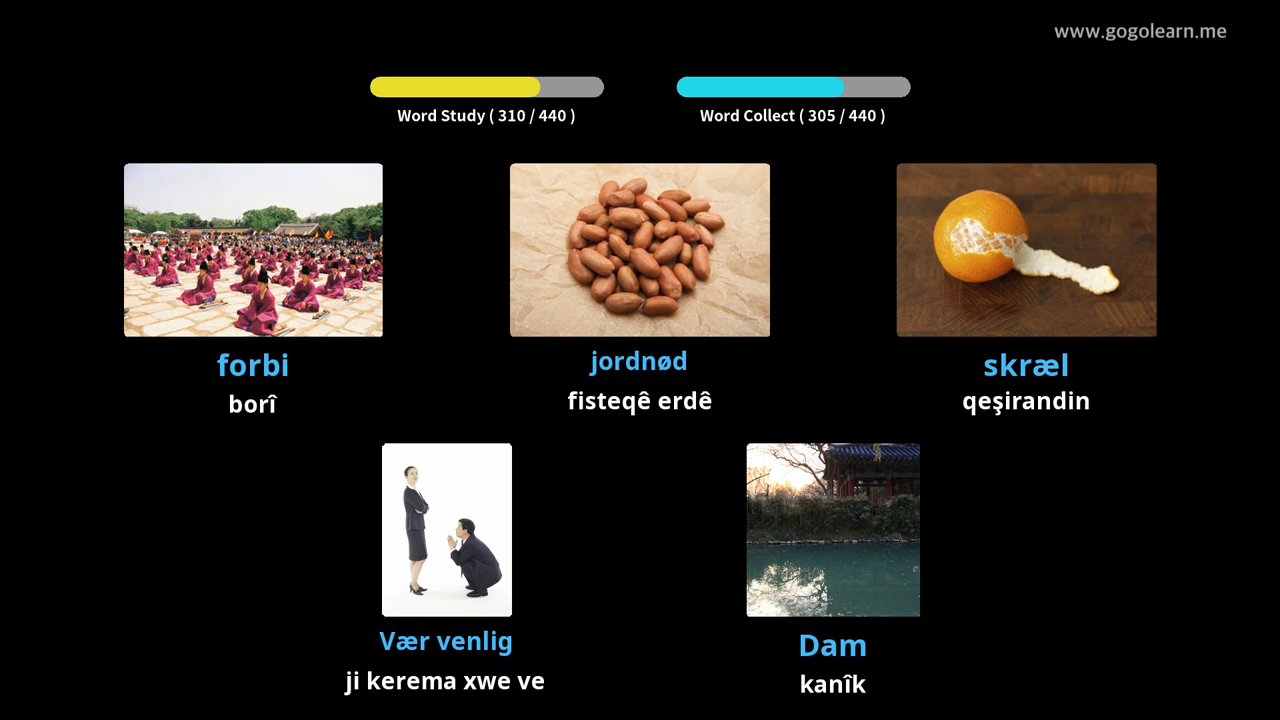 www.gogolearn.me
Word Study ( 310 / 440 )
Word Collect ( 305 / 440 )
forbi
borî
jordnød
fisteqê erdê
skræl
qeşirandin
Vær venlig
ji kerema xwe ve
Dam
kanîk